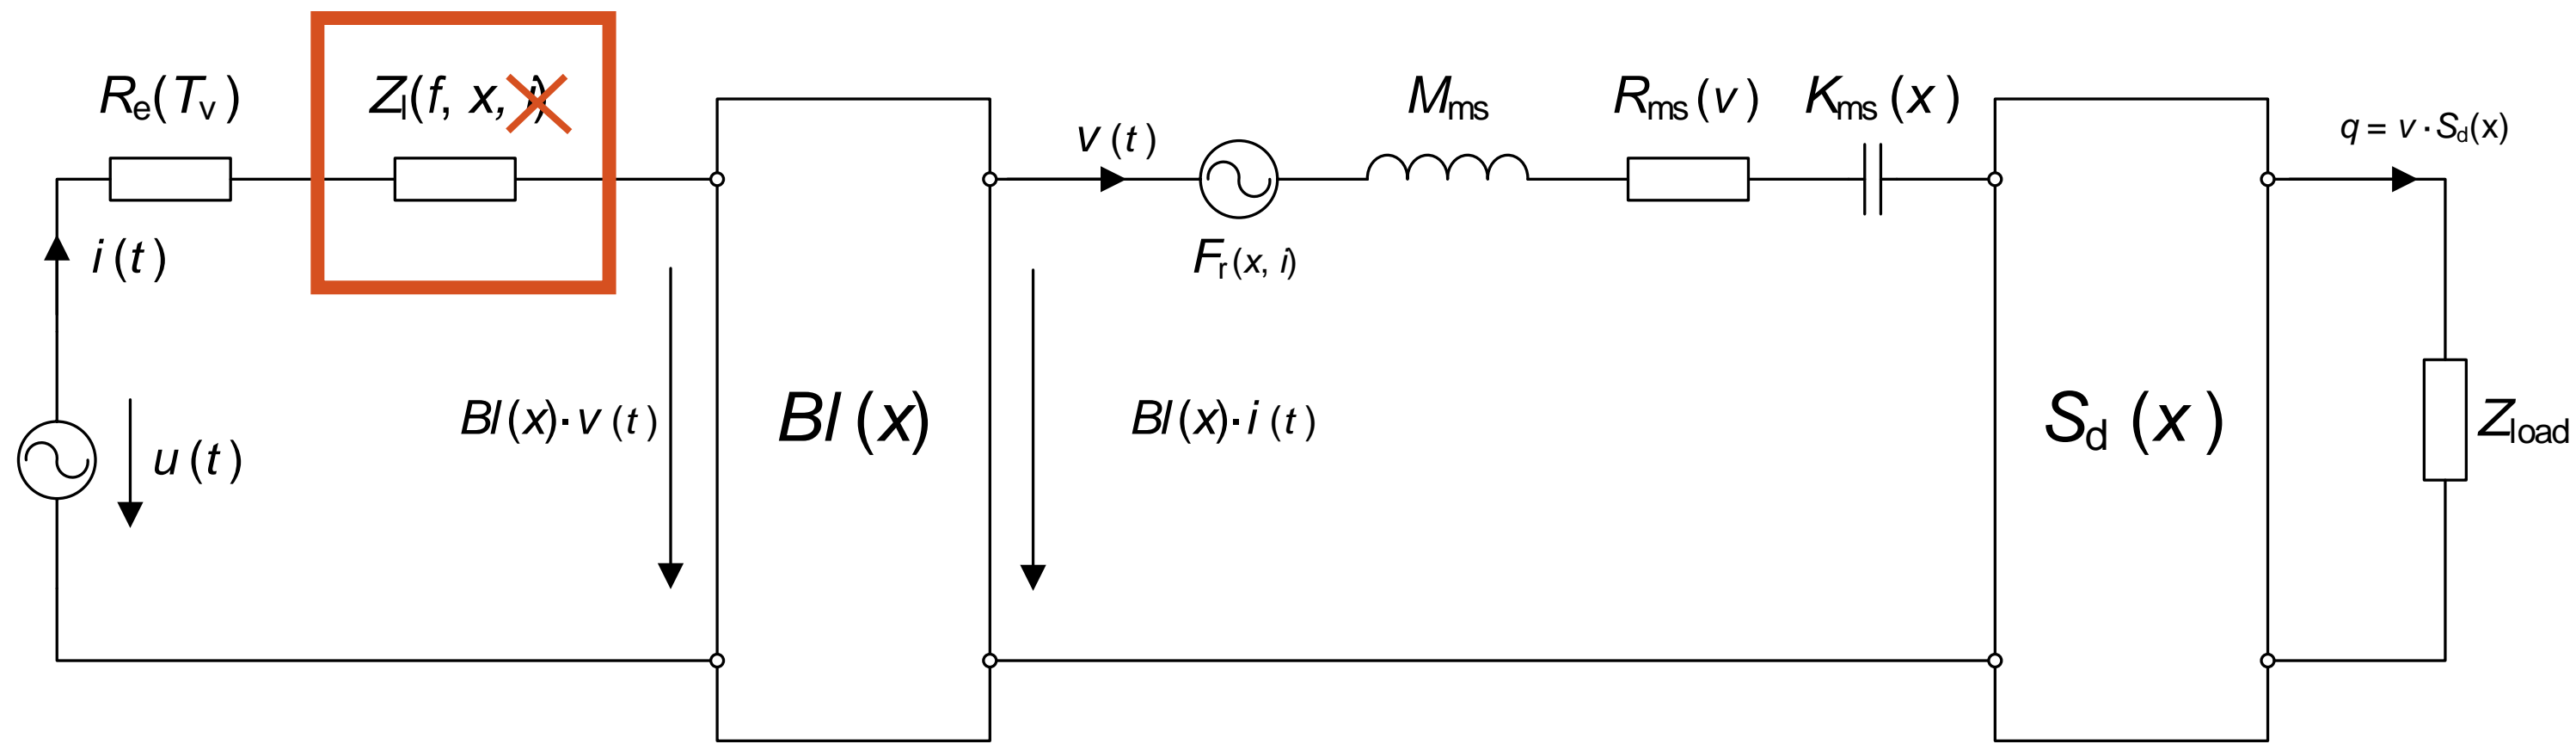 Re(Tv)
Zl(f, x, i)
Mms
Rms(v)
Kms(x)
v(t)
q = v · Sd(x)
i(t)
Fr(x, i)
Bl(x) · v(t)
Bl(x)
Bl(x) · i(t)
Sd(x)
Zload
u(t)